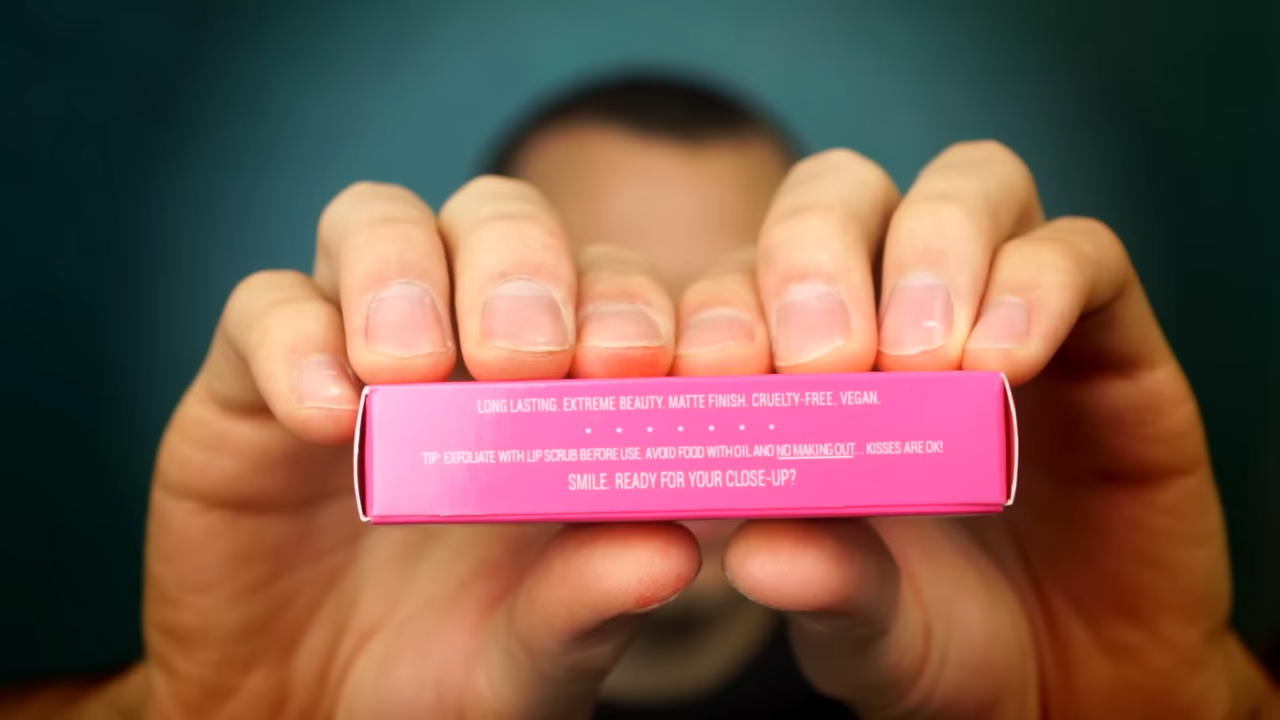 LONG LASTING. EXTREME BEAUTY. MATTE FINISH. CRUELTY-FREE. VEGAN.
TIP: EXFOLIATE WITH LIP SCRUB BEFORE USE. AVOID FOOD WITH OIL AND NO MAKING OUT... KISSES ARE OK!
SMILE. READY FOR YOUR CLOSE-UP?